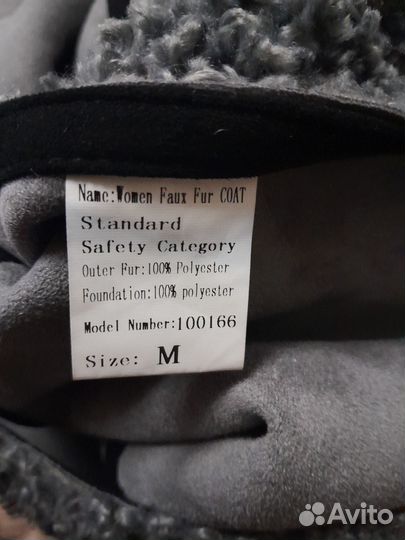 Name:Women Faux Fur COAT
Standard
Safety Category
Outer Fur:100% Polyester
Foundation:100% polyester
Model Number:100166
Size: M
Avito